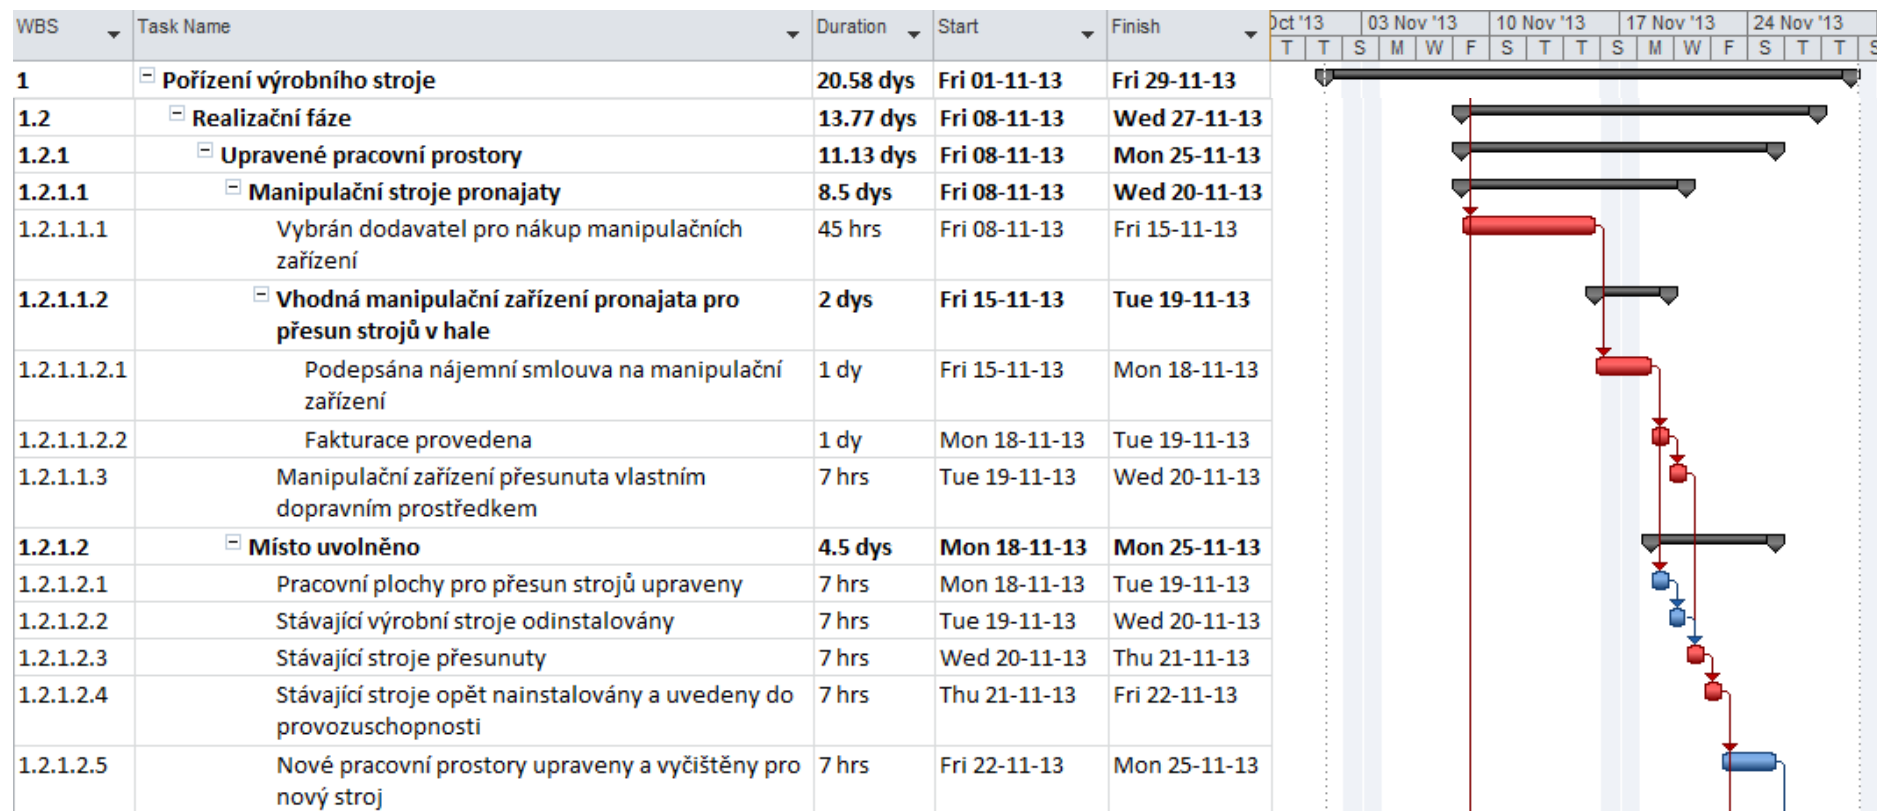 WBS Task Name Duration Start Finish Oct '13 03 Nov '13 10 Nov '13 17 Nov '13 24 Nov '13
T T S M W F S T T S M W F S T T S
1 Pořízení výrobního stroje 20.58 dys Fri 01-11-13 Fri 29-11-13
1.2 Realizační fáze 13.77 dys Fri 08-11-13 Wed 27-11-13
1.2.1 Upravené pracovní prostory 11.13 dys Fri 08-11-13 Mon 25-11-13
1.2.1.1 Manipulační stroje pronajaty 8.5 dys Fri 08-11-13 Wed 20-11-13
1.2.1.1.1 Vybrán dodavatel pro nákup manipulačních 45 hrs Fri 08-11-13 Fri 15-11-13
zařízení
1.2.1.1.2 Vhodná manipulační zařízení pronajata pro 2 dys Fri 15-11-13 Tue 19-11-13
přesun strojů v hale
1.2.1.1.2.1 Podepsána nájemní smlouva na manipulační 1 dy Fri 15-11-13 Mon 18-11-13
zařízení
1.2.1.1.2.2 Fakturace provedena 1 dy Mon 18-11-13 Tue 19-11-13
1.2.1.1.3 Manipulační zařízení přesunuta vlastním 7 hrs Tue 19-11-13 Wed 20-11-13
dopravním prostředkem
1.2.1.2 Místo uvolněno 4.5 dys Mon 18-11-13 Mon 25-11-13
1.2.1.2.1 Pracovní plochy pro přesun strojů upraveny 7 hrs Mon 18-11-13 Tue 19-11-13
1.2.1.2.2 Stávající výrobní stroje odinstalovány 7 hrs Tue 19-11-13 Wed 20-11-13
1.2.1.2.3 Stávající stroje přesunuty 7 hrs Wed 20-11-13 Thu 21-11-13
1.2.1.2.4 Stávající stroje opět nainstalovány a uvedeny do 7 hrs Thu 21-11-13 Fri 22-11-13
provozuschopnosti
1.2.1.2.5 Nové pracovní prostory upraveny a vyčištěny pro 7 hrs Fri 22-11-13 Mon 25-11-13
nový stroj